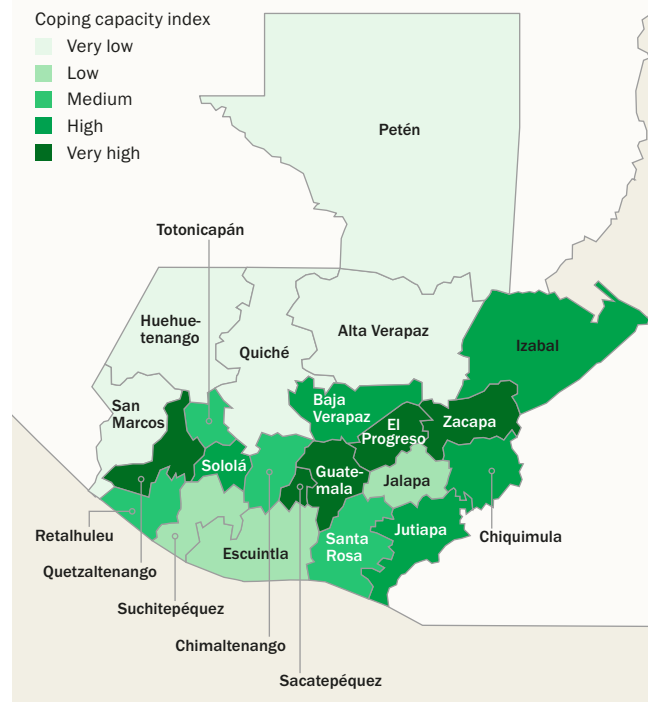 Coping capacity index
Very low
Low
Medium
High
Very high
Petén
Totonicapán
Huehue-
tenango
Quiché
Alta Verapaz
Izabal
San
Marcos
Baja
Verapaz
El
Progreso
Zacapa
Sololá
Guate-
mala
Jalapa
Retalhuleu
Quetzaltenango
Suchitepéquez
Escuintla
Santa
Rosa
Jutiapa
Chiquimula
Chimaltenango
Sacatepéquez